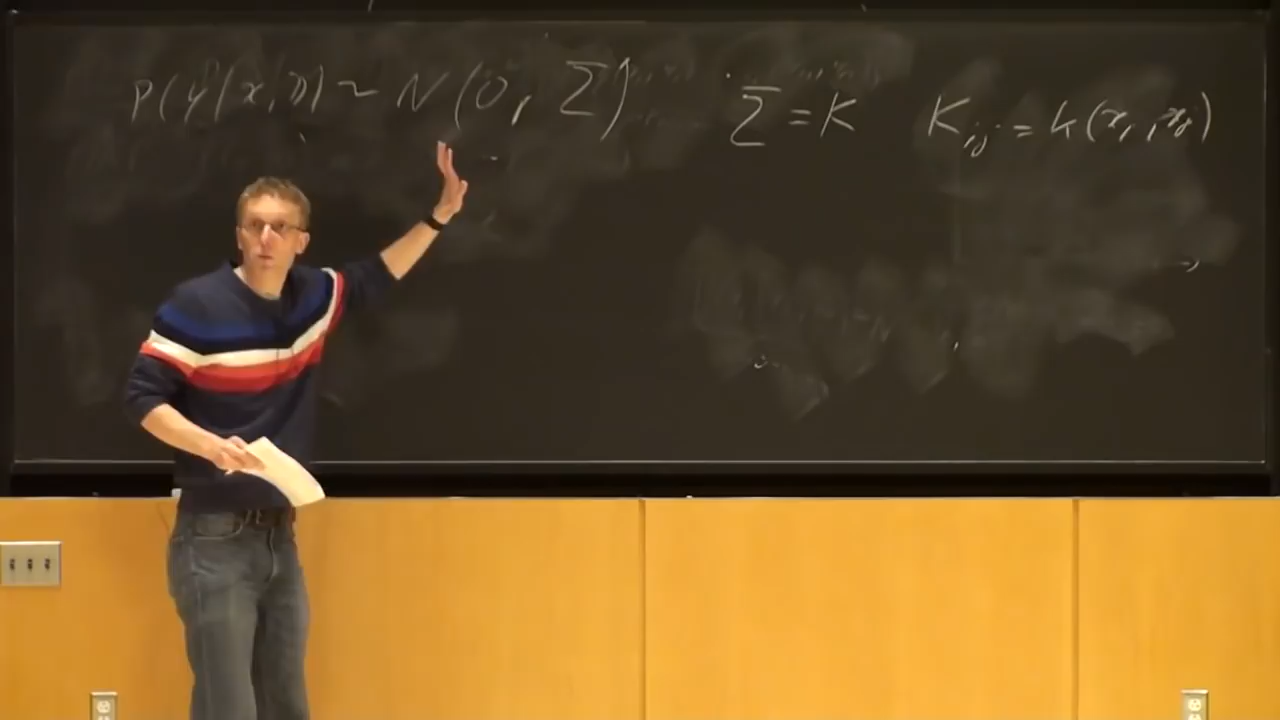 P(y|x,D) ~ N(0, Σ) Σ = K K_ij = k(x_i, x_j)